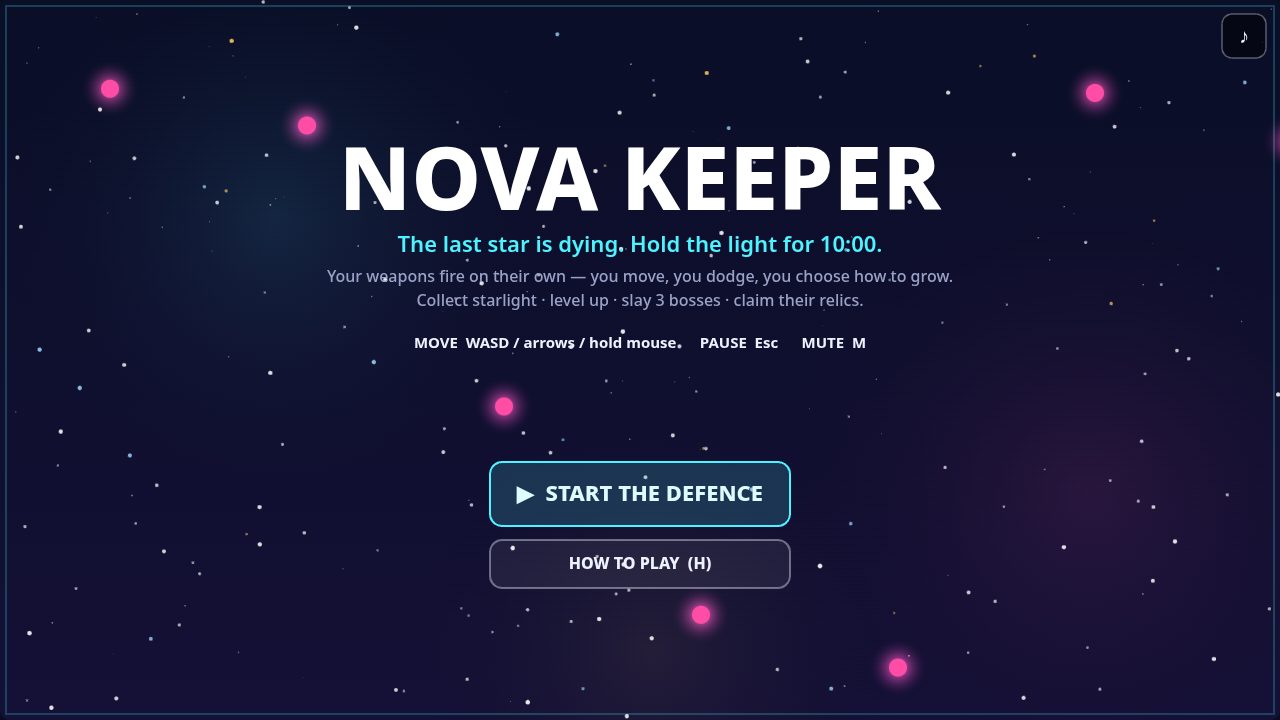 ♪
NOVA KEEPER
The last star is dying. Hold the light for 10:00.
Your weapons fire on their own — you move, you dodge, you choose how to grow.
Collect starlight · level up · slay 3 bosses · claim their relics.
MOVE WASD / arrows / hold mouse PAUSE Esc MUTE M
▶ START THE DEFENCE
HOW TO PLAY (H)